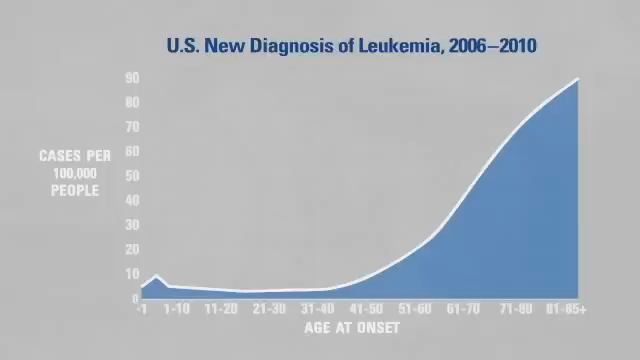 U.S. New Diagnosis of Leukemia, 2006–2010
90
80
70
CASES PER
100,000
PEOPLE
60
50
40
30
20
10
0
-1 1-10 11-20 21-30 31-40 41-50 51-60 61-70 71-80 81-85+
AGE AT ONSET